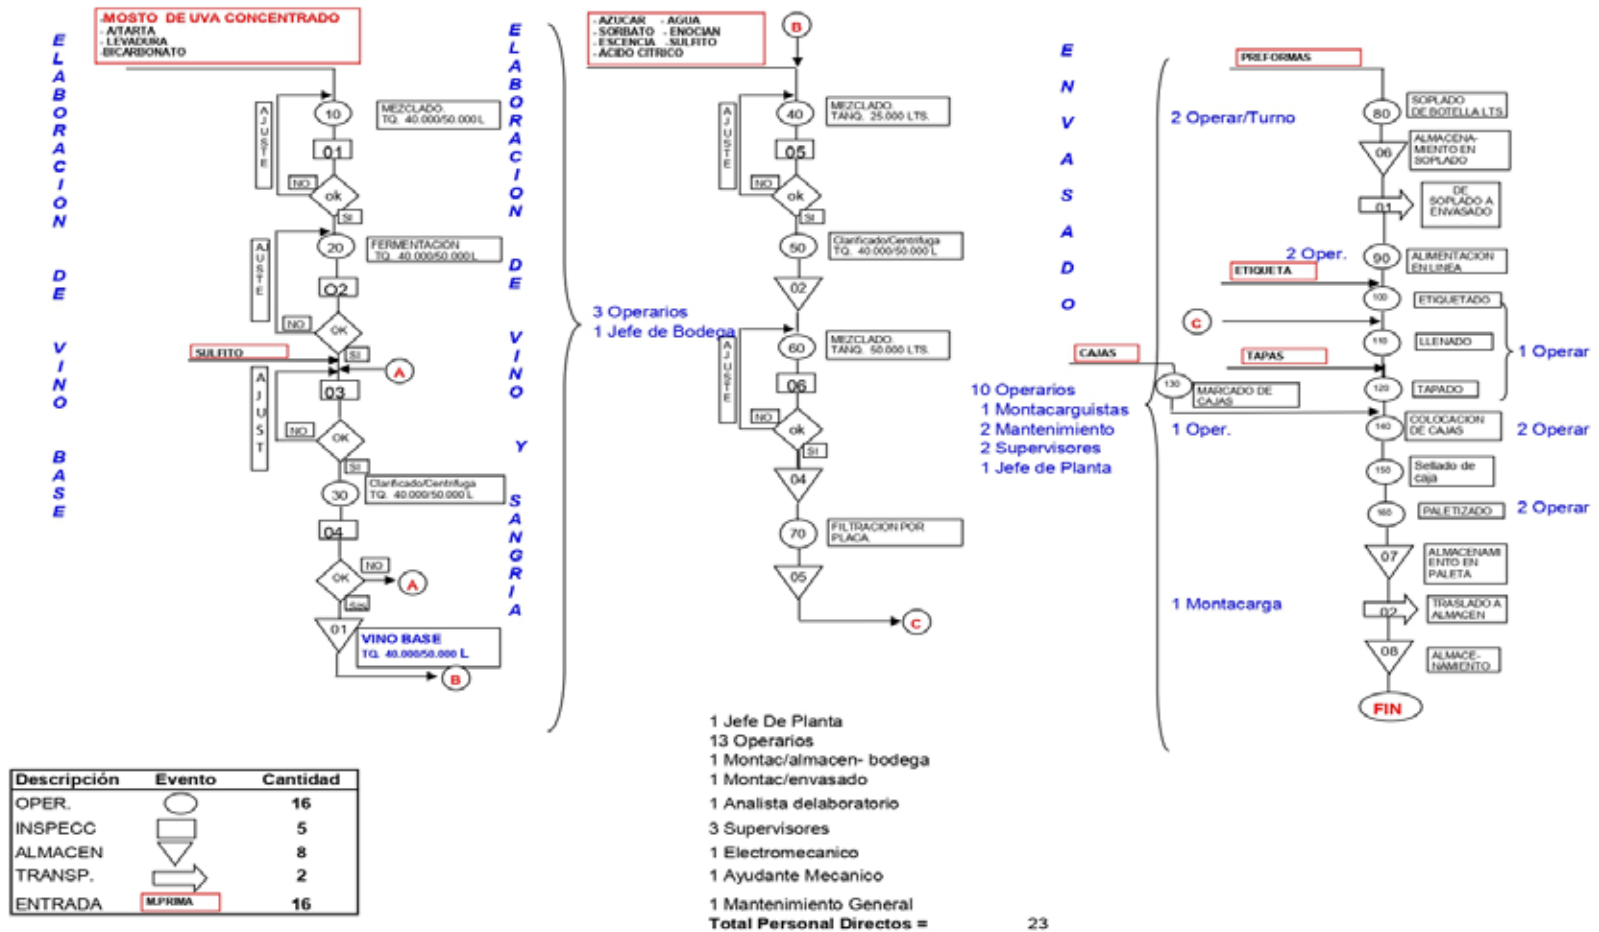 -MOSTO DE UVA CONCENTRADO
- A/TARTA
- LEVADURA
-BICARBONATO
ELABORACION DE VINO BASE
AJUSTE
10
MEZCLADO.
TQ. 40.000/50.000 L
01
NO
ok
SI
AJUSTE
20
FERMENTACION
TQ. 40.000/50.000 L
O2
NO
OK
SI
SULFITO
A
AJUST
03
NO
OK
SI
30
Clarificado/Centrifuga
TQ. 40.000/50.000 L
04
OK
NO
A
01
VINO BASE
TQ. 40.000/50.000 L
B
ELABORACION DE VINO Y SANGRIA
- AZUCAR - AGUA
- SORBATO - ENOCIAN
- ESCENCIA -SULFITO
- ACIDO CITRICO
B
AJUSTE
40
MEZCLADO.
TANQ. 25.000 LTS.
05
NO
ok
SI
50
Clarificado/Centrifuga
TQ. 40.000/50.000 L
02
3 Operarios
1 Jefe de Bodega
AJUSTE
60
MEZCLADO.
TANQ. 50.000 LTS.
06
NO
ok
SI
04
70
FILTRACION POR
PLACA.
05
C
ENVASADO
PREFORMAS
2 Operar/Turno
80
SOPLADO
DE BOTELLA LTS
06
ALMACENA-
MIENTO EN
SOPLADO
01
DE
SOPLADO A
ENVASADO
2 Oper.
90
ALIMENTACION
EN LINEA
ETIQUETA
100
ETIQUETADO
C
110
LLENADO
1 Operar
CAJAS
TAPAS
120
TAPADO
130
MARCADO DE
CAJAS
10 Operarios
1 Montacarguistas
2 Mantenimiento
2 Supervisores
1 Jefe de Planta
1 Oper.
140
COLOCACION
DE CAJAS
2 Operar
150
Sellado de
caja
160
PALETIZADO
2 Operar
07
ALMACENAMI
ENTO EN
PALETA
1 Montacarga
02
TRASLADO A
ALMACEN
08
ALMACE-
NAMIENTO
FIN
1 Jefe De Planta
13 Operarios
1 Montac/almacen- bodega
1 Montac/envasado
1 Analista delaboratorio
3 Supervisores
1 Electromecanico
1 Ayudante Mecanico
1 Mantenimiento General
Total Personal Directos = 23
Descripción Evento Cantidad
OPER. 16
INSPECC 5
ALMACEN 8
TRANSP. 2
ENTRADA M.PRIMA 16